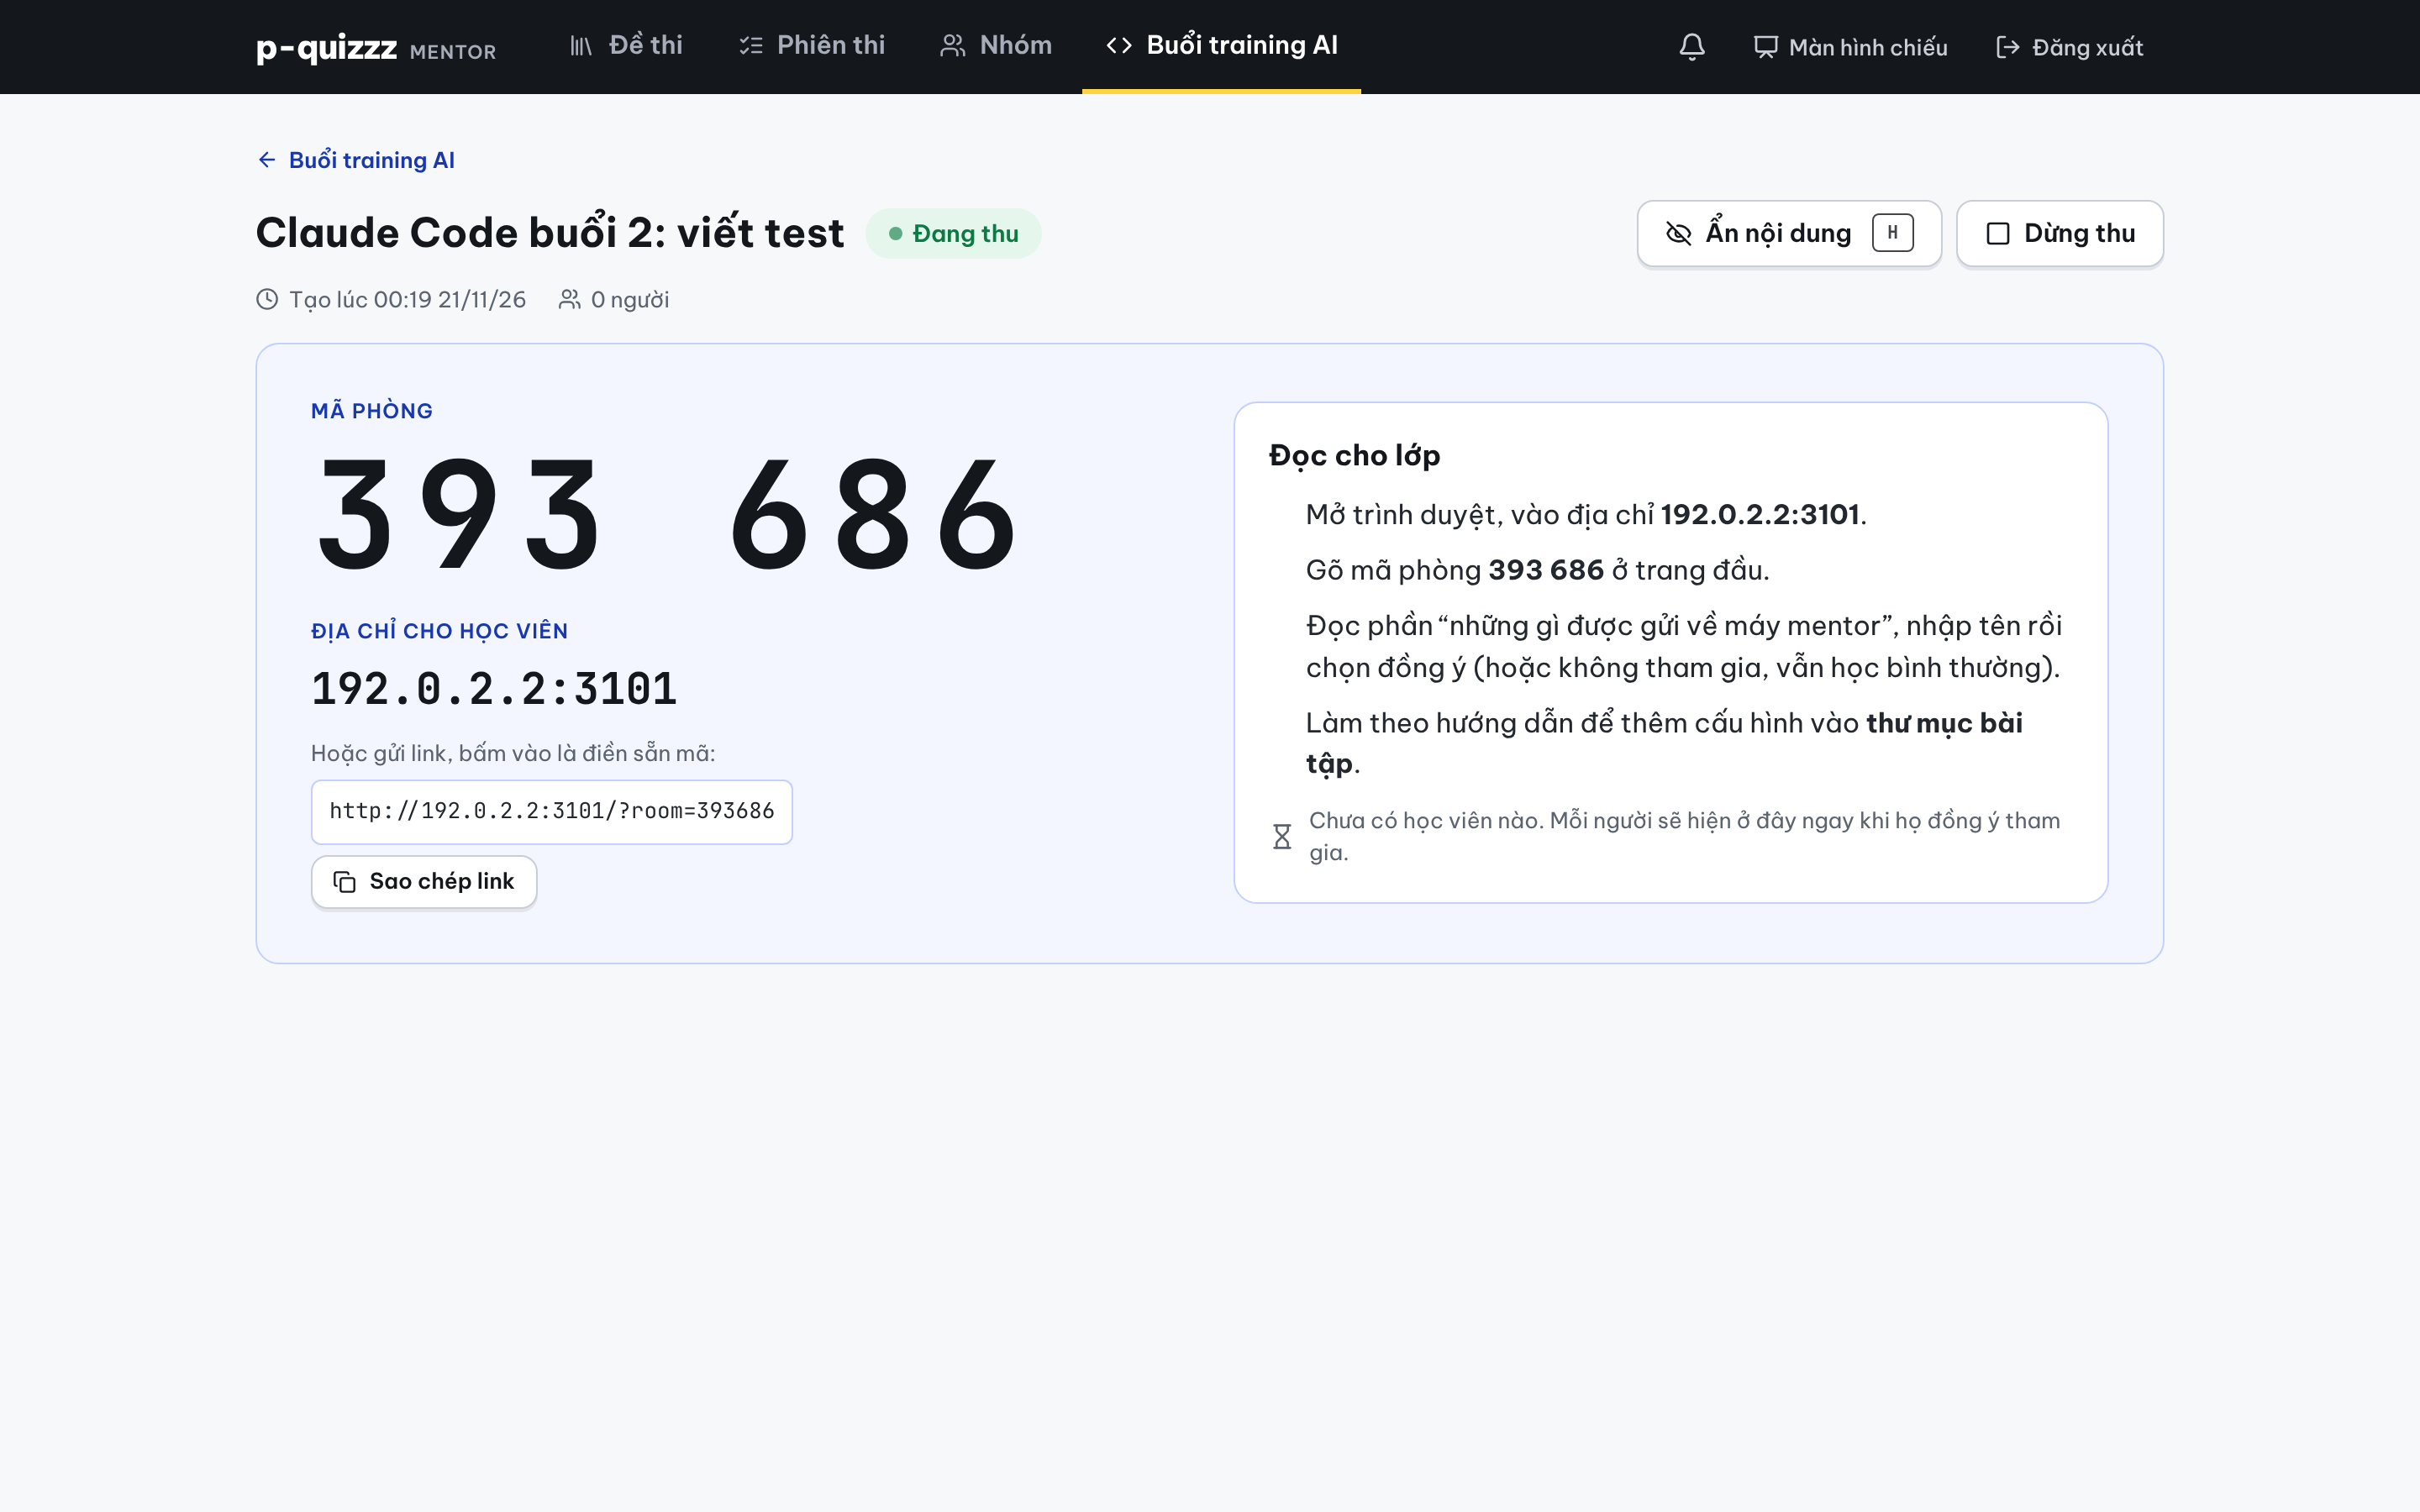 p-quizzz MENTOR
Đề thi
Phiên thi
Nhóm
Buổi training AI
Màn hình chiếu
Đăng xuất
Buổi training AI
Claude Code buổi 2: viết test
Đang thu
Ẩn nội dung H
Dừng thu
Tạo lúc 00:19 21/11/26
0 người
MÃ PHÒNG
393 686
ĐỊA CHỈ CHO HỌC VIÊN
192.0.2.2:3101
Hoặc gửi link, bấm vào là điền sẵn mã:
http://192.0.2.2:3101/?room=393686
Sao chép link
Đọc cho lớp
Mở trình duyệt, vào địa chỉ 192.0.2.2:3101.
Gõ mã phòng 393 686 ở trang đầu.
Đọc phần “những gì được gửi về máy mentor”, nhập tên rồi
chọn đồng ý (hoặc không tham gia, vẫn học bình thường).
Làm theo hướng dẫn để thêm cấu hình vào thư mục bài
tập.
Chưa có học viên nào. Mỗi người sẽ hiện ở đây ngay khi họ đồng ý tham
gia.